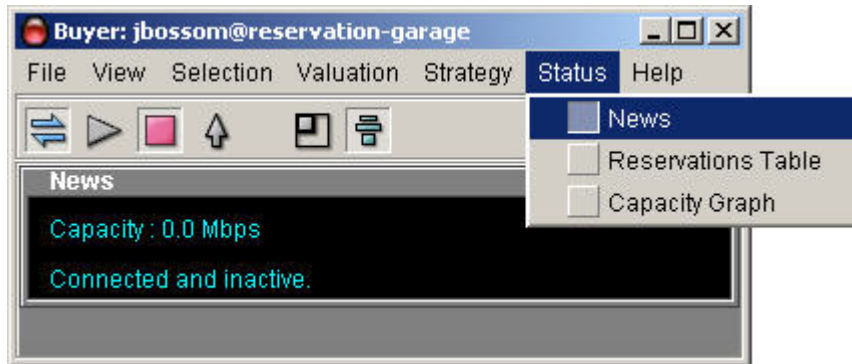 Buyer: jbossom@reservation-garage
File View Selection Valuation Strategy Status Help
News
Reservations Table
Capacity Graph
News
Capacity : 0.0 Mbps
Connected and inactive.